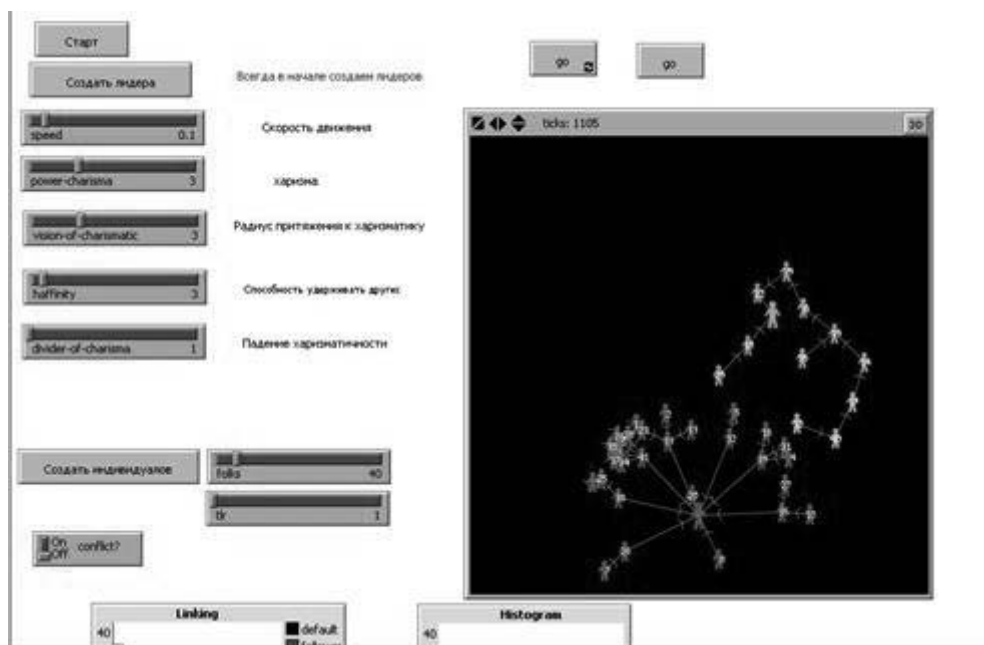 Старт
go
go
Создать лидера
Всегда в начале создаем лидеров
speed 0.1
Скорость движения
ticks: 1105
3D
power-charisma 3
харизма
vision-of-charismatic 3
Радиус притяжения к харизматику
haffinity 3
Способность удерживать других
divider-of-charisma 1
Падение харизматичности
Создать индивидуалов
folks 40
tlr 1
On
Off
conflict?
Linking
40
default
Histogram
40